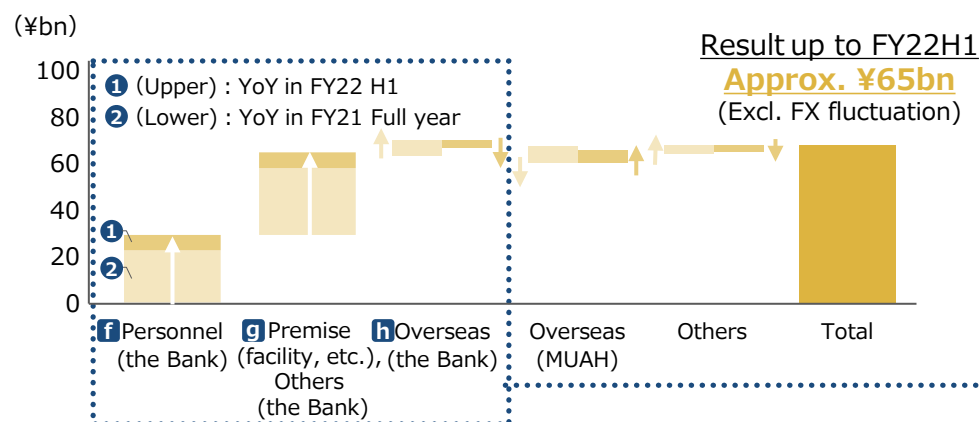 (¥bn)
Result up to FY22H1
Approx. ¥65bn
(Excl. FX fluctuation)
1 (Upper) : YoY in FY22 H1
2 (Lower) : YoY in FY21 Full year
100
80
60
40
20
0
1
2
f Personnel
(the Bank)
g Premise
(facility, etc.),
Others
(the Bank)
h Overseas
(the Bank)
Overseas
(MUAH)
Others
Total